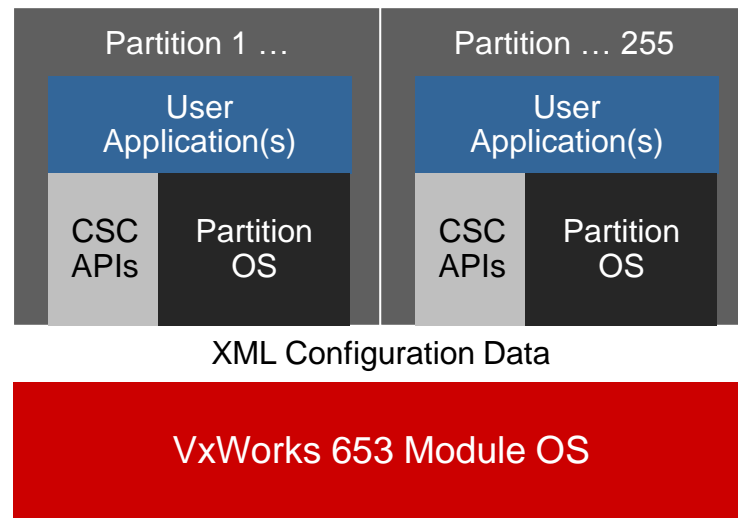 Partition 1 …
Partition … 255
User
Application(s)
User
Application(s)
CSC
APIs
Partition
OS
CSC
APIs
Partition
OS
XML Configuration Data
VxWorks 653 Module OS